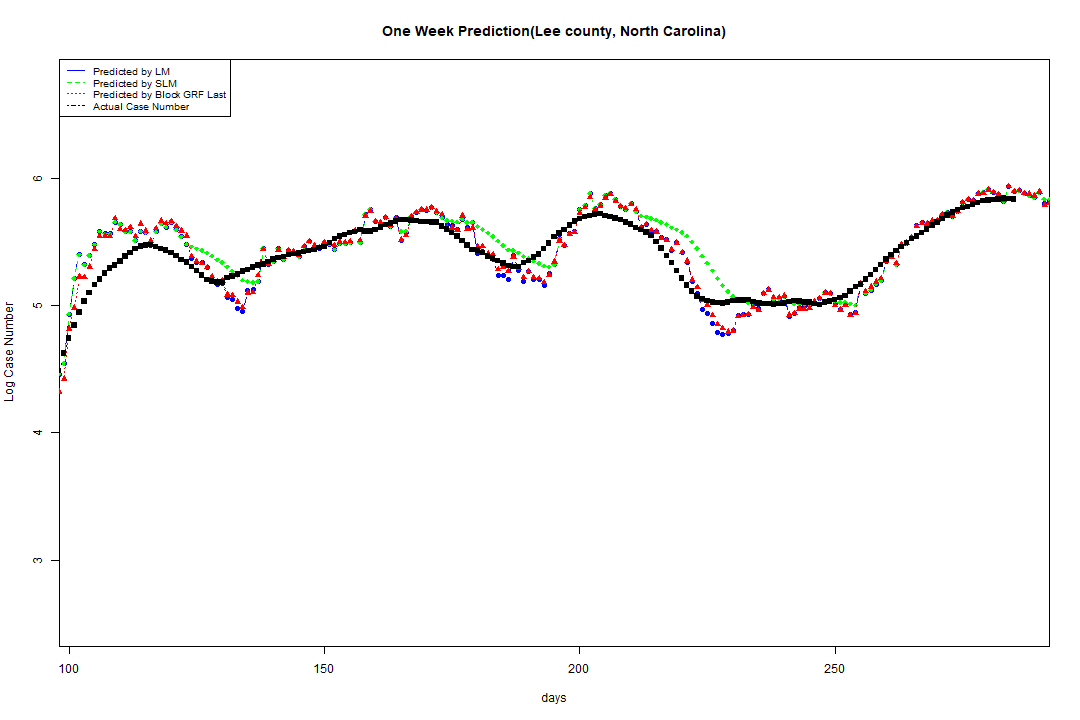 One Week Prediction(Lee county, North Carolina)
Predicted by LM
Predicted by SLM
Predicted by Block GRF Last
Actual Case Number
6
5
4
3
Log Case Number
100 150 200 250
days